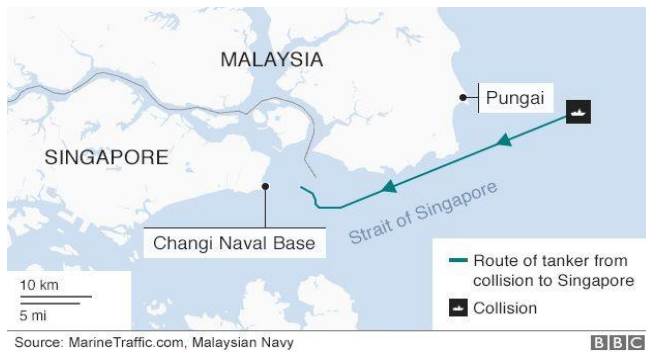 MALAYSIA
Pungai
SINGAPORE
Strait of Singapore
Changi Naval Base
Route of tanker from
collision to Singapore
Collision
10 km
5 mi
Source: MarineTraffic.com, Malaysian Navy
BBC